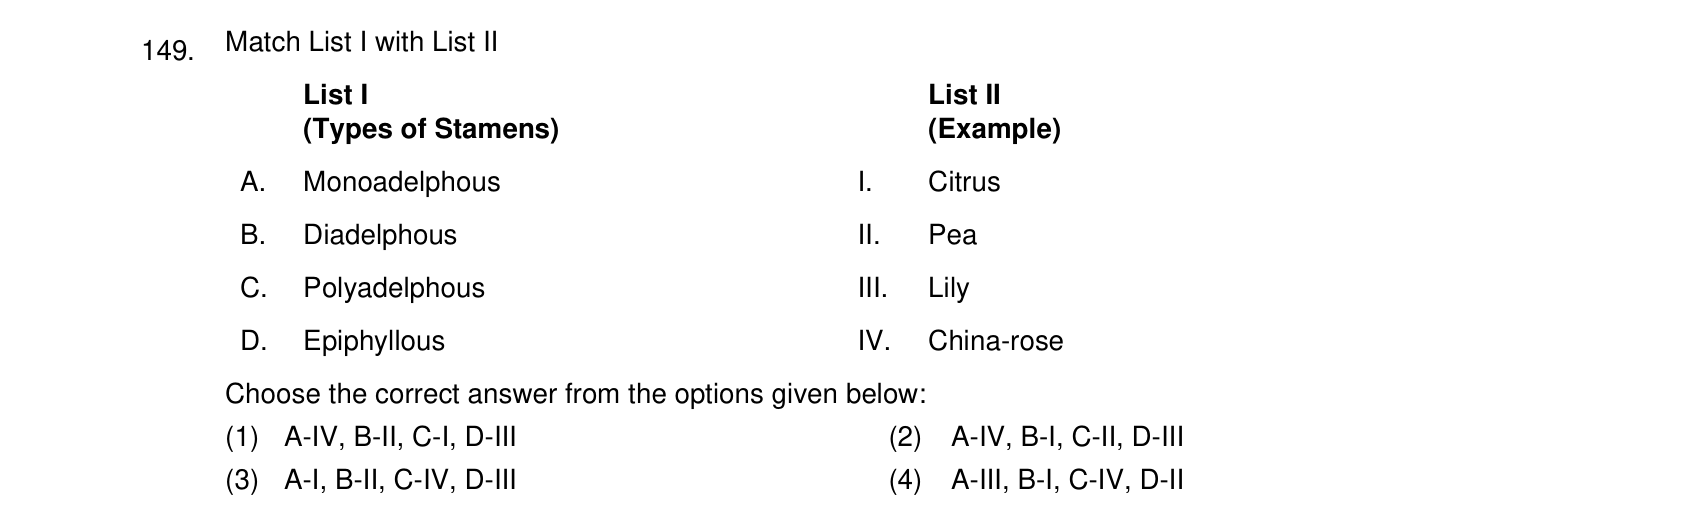 149. Match List I with List II
List I List II
(Types of Stamens) (Example)
A. Monoadelphous I. Citrus
B. Diadelphous II. Pea
C. Polyadelphous III. Lily
D. Epiphyllous IV. China-rose
Choose the correct answer from the options given below:
(1) A-IV, B-II, C-I, D-III (2) A-IV, B-I, C-II, D-III
(3) A-I, B-II, C-IV, D-III (4) A-III, B-I, C-IV, D-II